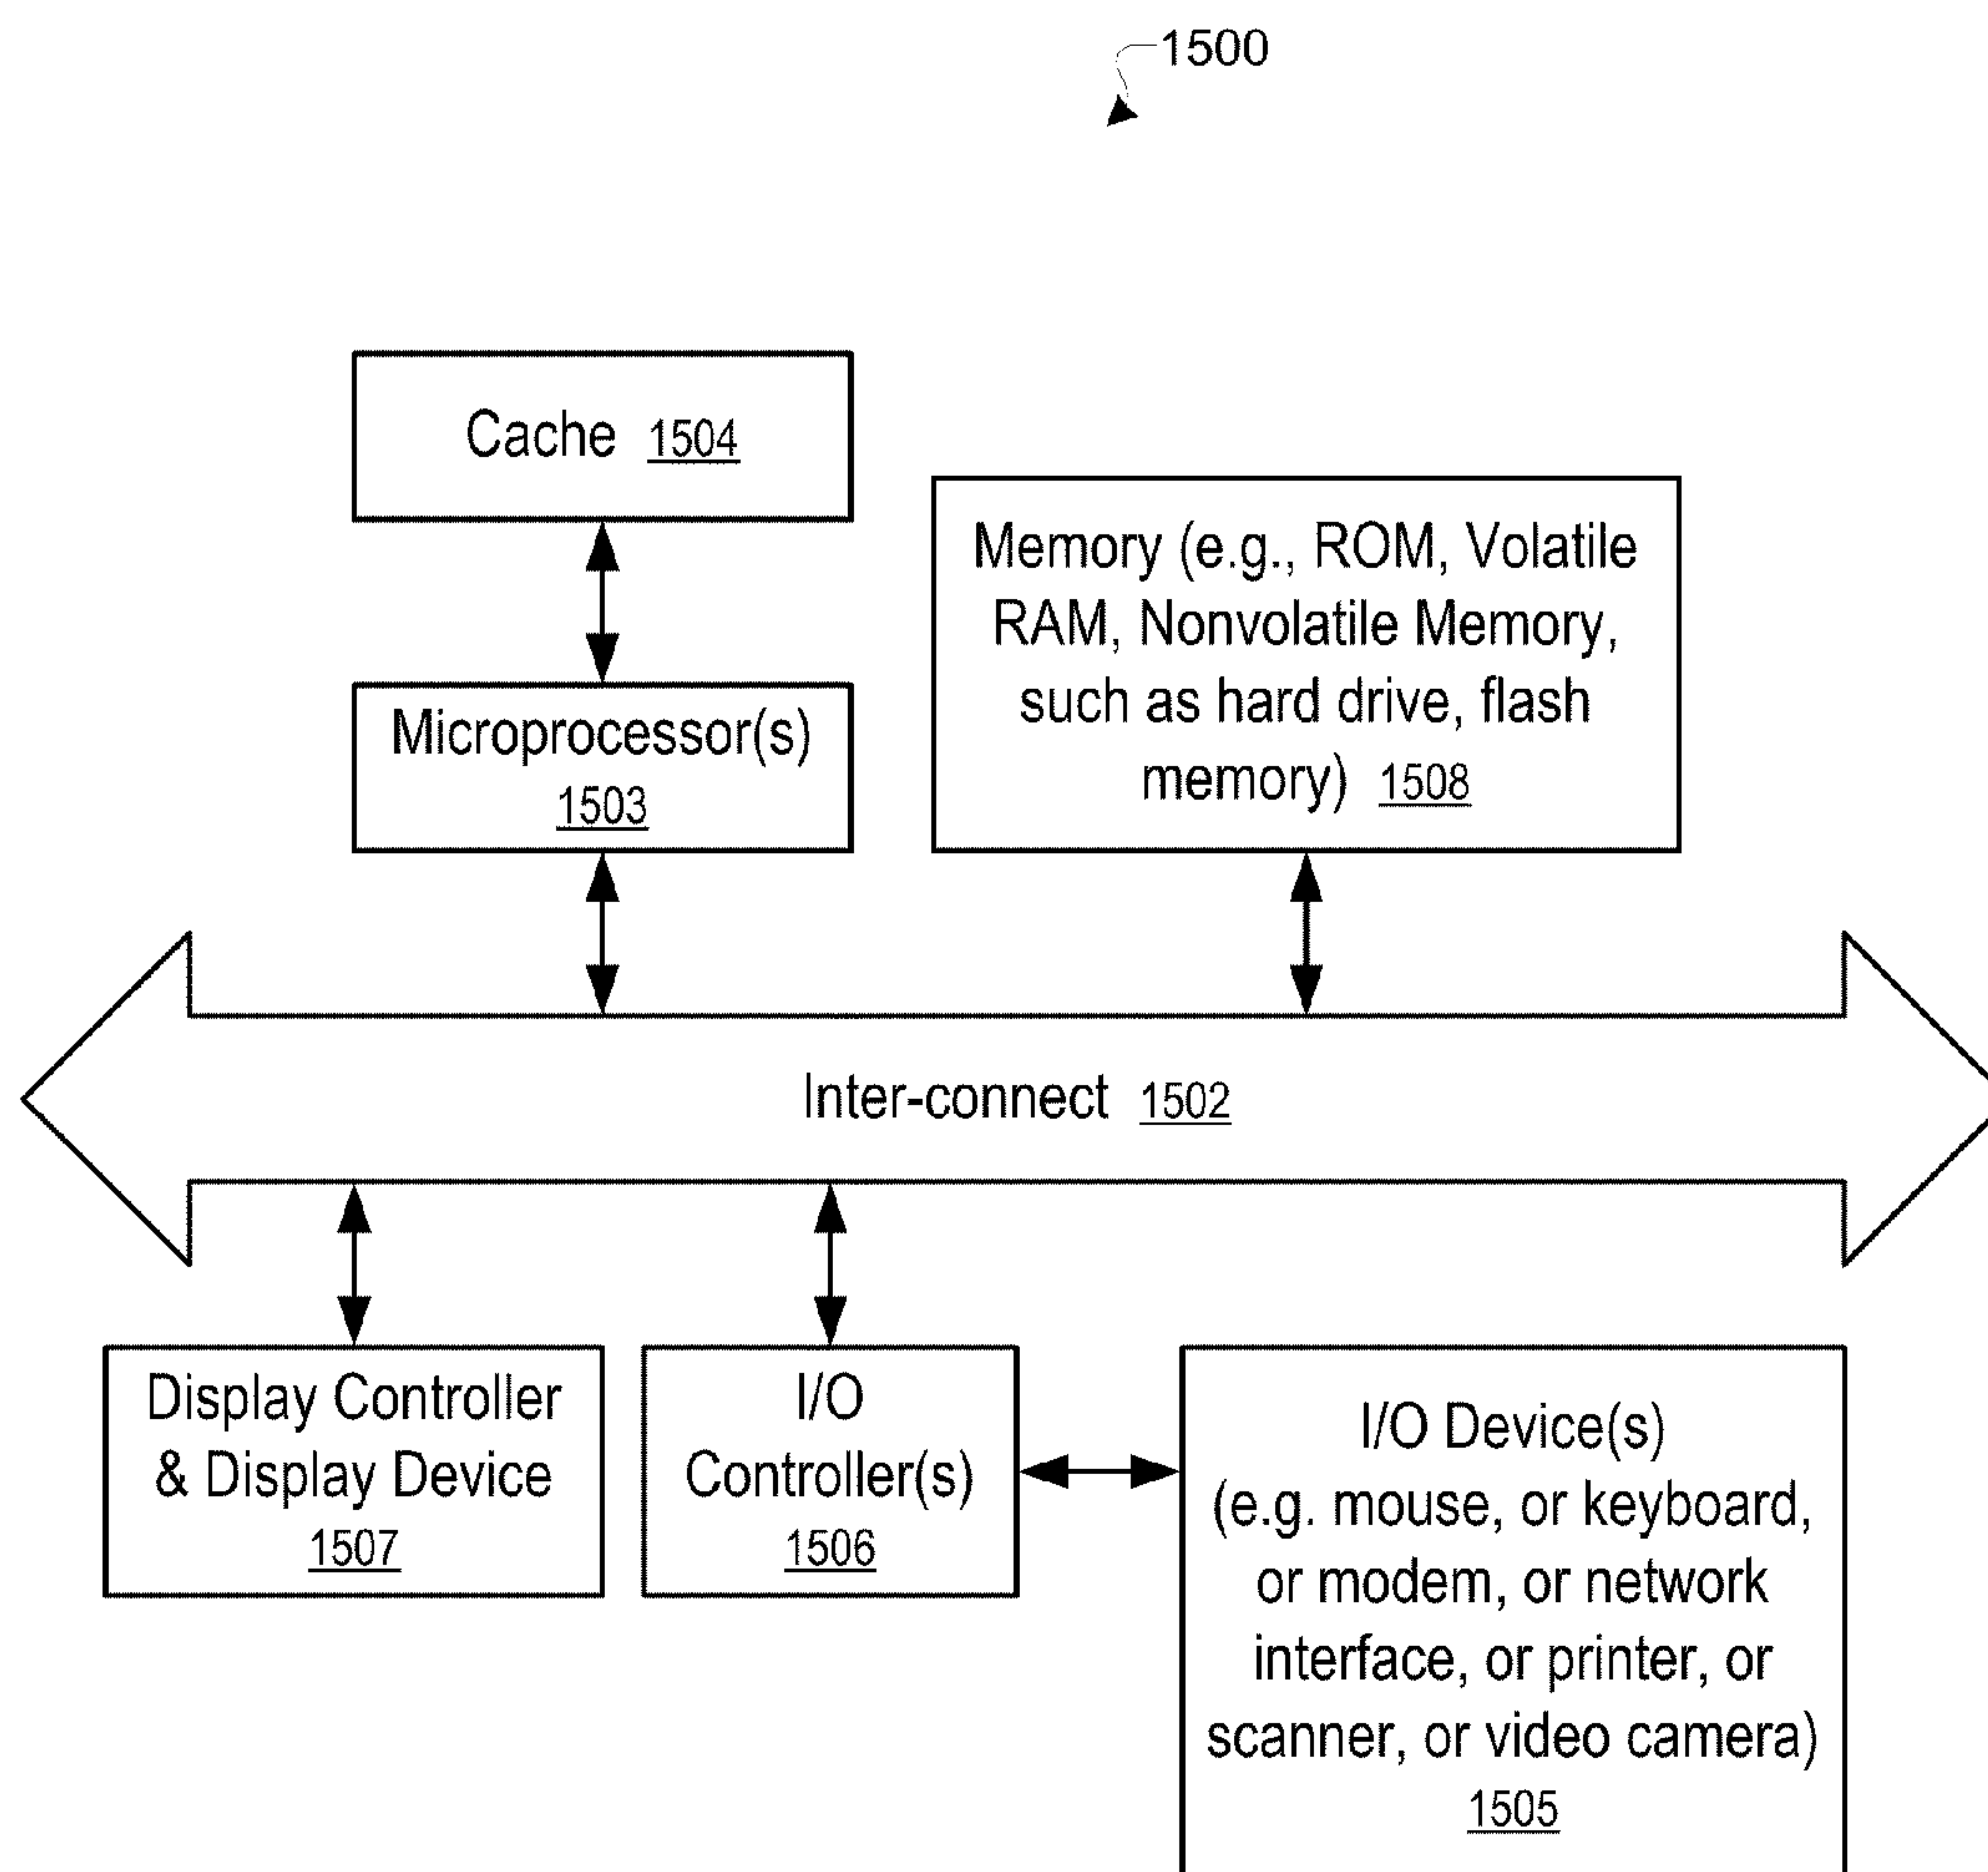 1500
Cache 1504
Memory (e.g., ROM, Volatile
RAM, Nonvolatile Memory,
such as hard drive, flash
memory) 1508
Microprocessor(s)
1503
Inter-connect 1502
Display Controller
& Display Device
1507
I/O
Controller(s)
1506
I/O Device(s)
(e.g. mouse, or keyboard,
or modem, or network
interface, or printer, or
scanner, or video camera)
1505